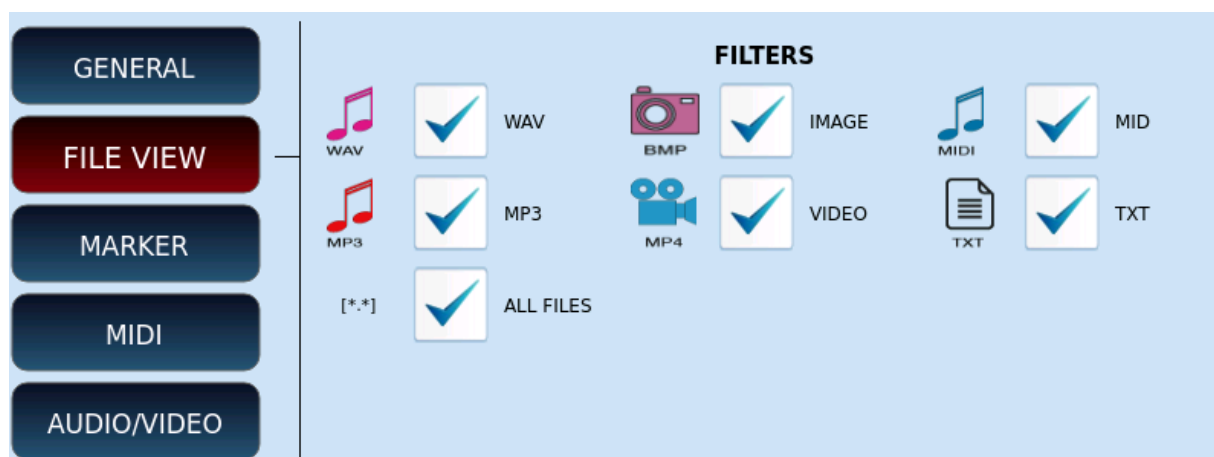 GENERAL
FILE VIEW
MARKER
MIDI
AUDIO/VIDEO
FILTERS
WAV
WAV
BMP
IMAGE
MIDI
MID
MP3
MP3
MP4
VIDEO
TXT
TXT
[*.*]
ALL FILES